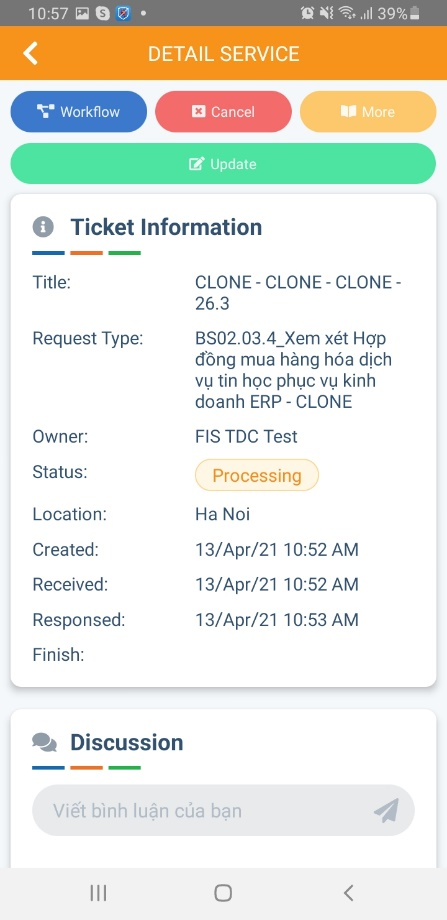 10:57
39%
DETAIL SERVICE
Workflow
Cancel
More
Update
Ticket Information
Title:
CLONE - CLONE - CLONE -
26.3
Request Type:
BS02.03.4_Xem xét Hợp
đồng mua hàng hóa dịch
vụ tin học phục vụ kinh
doanh ERP - CLONE
Owner:
FIS TDC Test
Status:
Processing
Location:
Ha Noi
Created:
13/Apr/21 10:52 AM
Received:
13/Apr/21 10:52 AM
Responsed:
13/Apr/21 10:53 AM
Finish:
Discussion
Viết bình luận của bạn